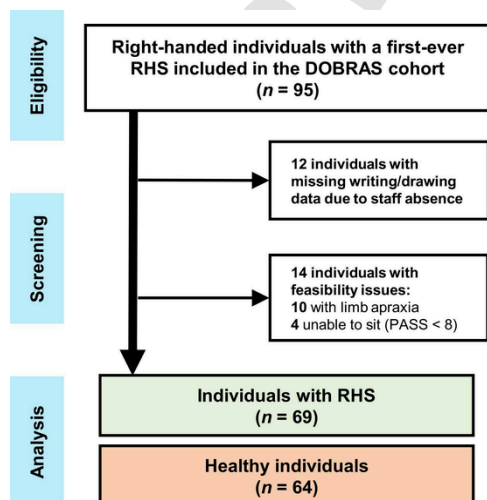 Eligibility
Right-handed individuals with a first-ever
RHS included in the DOBRAS cohort
(n = 95)
Screening
12 individuals with
missing writing/drawing
data due to staff absence
14 individuals with
feasibility issues:
10 with limb apraxia
4 unable to sit (PASS < 8)
Analysis
Individuals with RHS
(n = 69)
Healthy individuals
(n = 64)